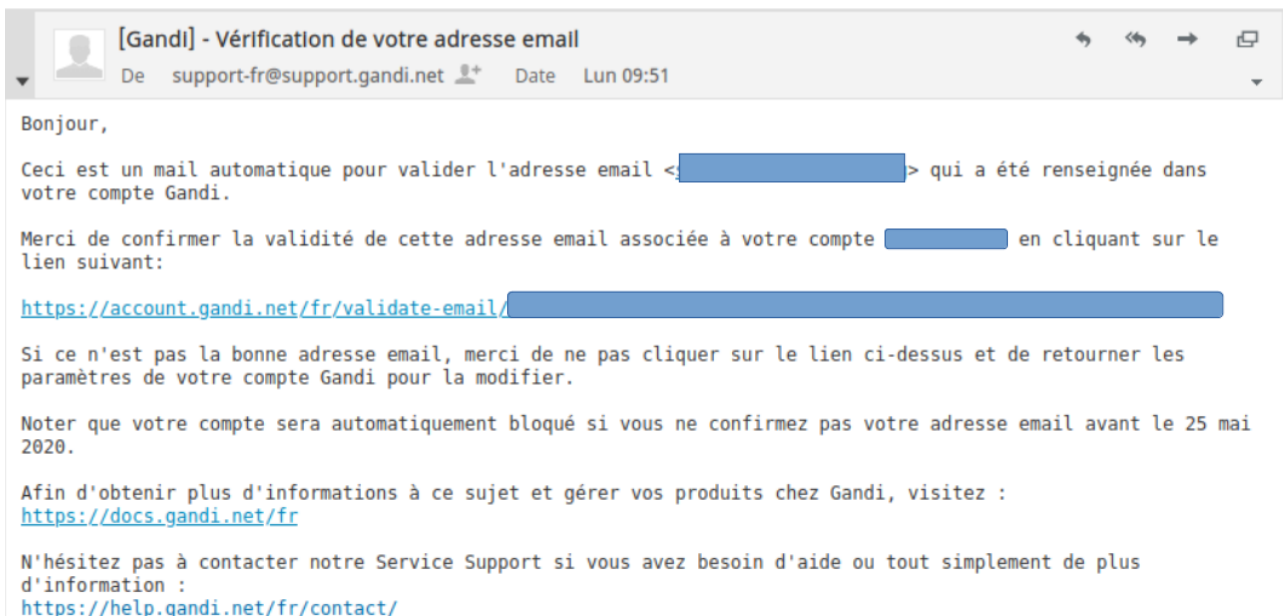 [Gandi] - Vérification de votre adresse email
De support-fr@support.gandi.net Date Lun 09:51
Bonjour,
Ceci est un mail automatique pour valider l'adresse email < > qui a été renseignée dans
votre compte Gandi.
Merci de confirmer la validité de cette adresse email associée à votre compte en cliquant sur le
lien suivant:
https://account.gandi.net/fr/validate-email/
Si ce n'est pas la bonne adresse email, merci de ne pas cliquer sur le lien ci-dessus et de retourner les
paramètres de votre compte Gandi pour la modifier.
Noter que votre compte sera automatiquement bloqué si vous ne confirmez pas votre adresse email avant le 25 mai
2020.
Afin d'obtenir plus d'informations à ce sujet et gérer vos produits chez Gandi, visitez :
https://docs.gandi.net/fr
N'hésitez pas à contacter notre Service Support si vous avez besoin d'aide ou tout simplement de plus
d'information :
https://help.gandi.net/fr/contact/